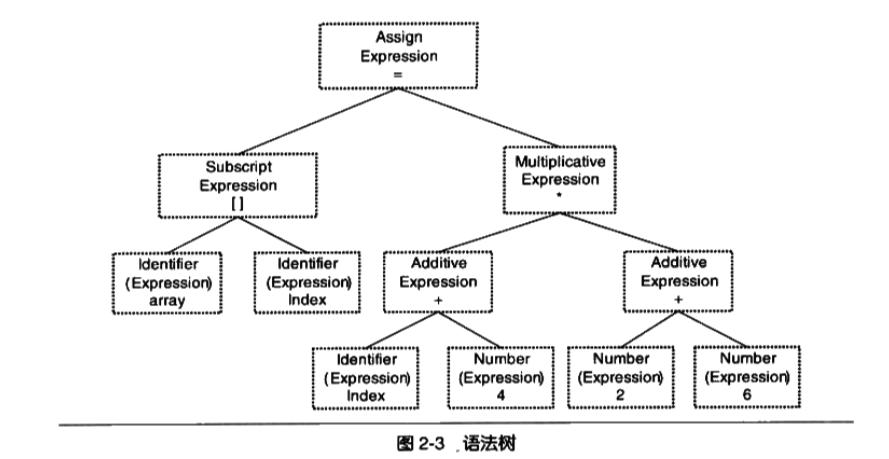 Assign
Expression
=
Subscript
Expression
[ ]
Multiplicative
Expression
*
Identifier
(Expression)
array
Identifier
(Expression)
Index
Additive
Expression
+
Additive
Expression
+
Identifier
(Expression)
Index
Number
(Expression)
4
Number
(Expression)
2
Number
(Expression)
6
图 2-3 语法树